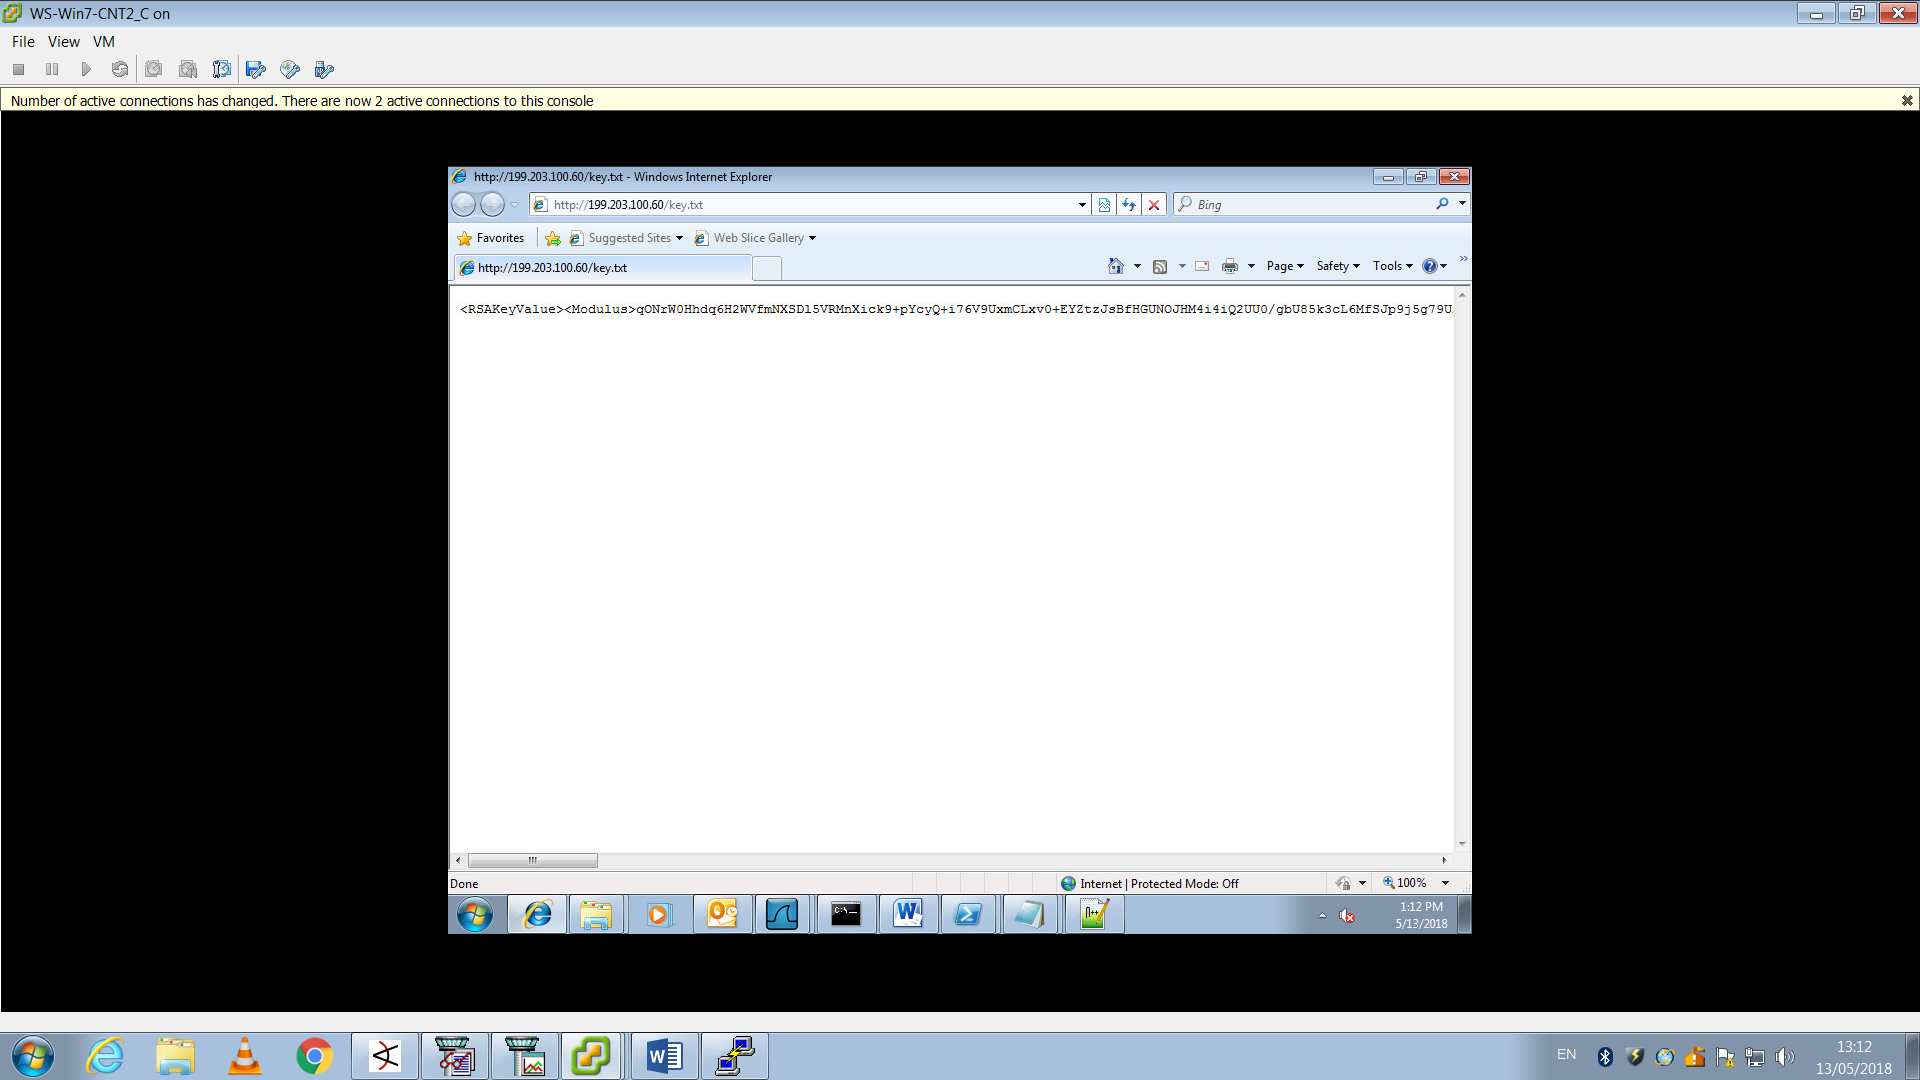 WS-Win7-CNT2_C on
File View VM
Number of active connections has changed. There are now 2 active connections to this console
http://199.203.100.60/key.txt - Windows Internet Explorer
http://199.203.100.60/key.txt
Bing
Favorites Suggested Sites Web Slice Gallery
http://199.203.100.60/key.txt
Page Safety Tools
<RSAKeyValue><Modulus>qONrW0Hhdq6H2WVfmNXSDl5VRMnXick9+pYcyQ+i76V9UxmCLxv0+EYZtzJsBfHGUNOJHM4i4iQ2UU0/gbU85k3cL6MfSJp9j5g79U
Done Internet | Protected Mode: Off 100%
1:12 PM
5/13/2018
EN
13:12
13/05/2018